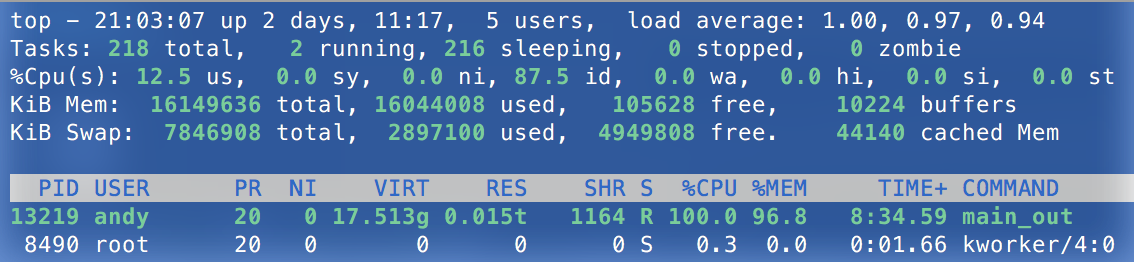 top - 21:03:07 up 2 days, 11:17,  5 users,  load average: 1.00, 0.97, 0.94
Tasks: 218 total,   2 running, 216 sleeping,   0 stopped,   0 zombie
%Cpu(s): 12.5 us,  0.0 sy,  0.0 ni, 87.5 id,  0.0 wa,  0.0 hi,  0.0 si,  0.0 st
KiB Mem:  16149636 total, 16044008 used,   105628 free,    10224 buffers
KiB Swap:  7846908 total,  2897100 used,  4949808 free.    44140 cached Mem
PID USER      PR  NI    VIRT    RES    SHR S  %CPU %MEM     TIME+ COMMAND
13219 andy      20   0 17.513g 0.015t   1164 R 100.0 96.8   8:34.59 main_out
8490 root      20   0       0      0      0 S   0.3  0.0   0:01.66 kworker/4:0